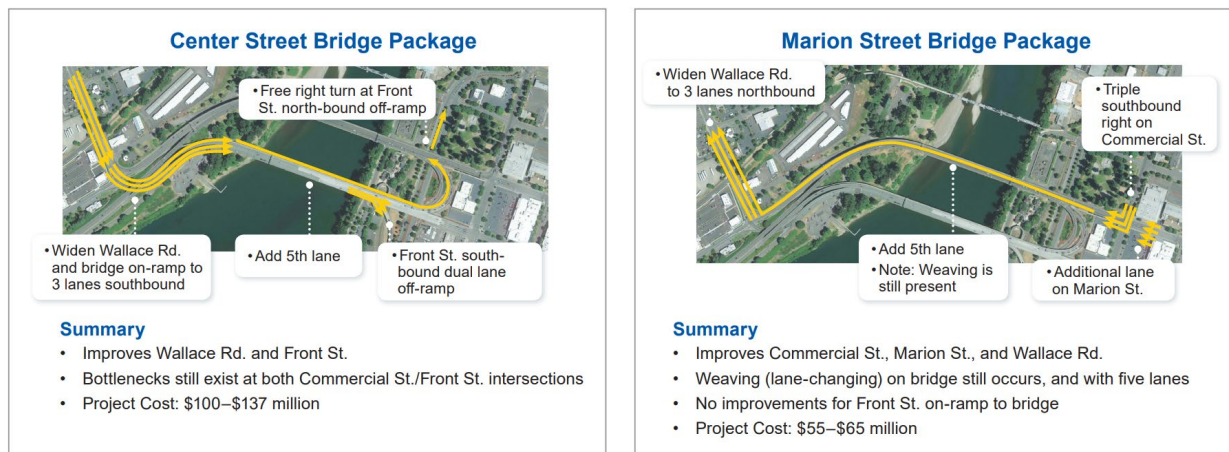 Center Street Bridge Package
• Free right turn at Front
St. north-bound off-ramp
• Widen Wallace Rd.
and bridge on-ramp to
3 lanes southbound
• Add 5th lane
• Front St. south-
bound dual lane
off-ramp
Summary
• Improves Wallace Rd. and Front St.
• Bottlenecks still exist at both Commercial St./Front St. intersections
• Project Cost: $100–$137 million
Marion Street Bridge Package
• Widen Wallace Rd.
to 3 lanes northbound
• Triple
southbound
right on
Commercial St.
• Add 5th lane
• Note: Weaving is
still present
• Additional lane
on Marion St.
Summary
• Improves Commercial St., Marion St., and Wallace Rd.
• Weaving (lane-changing) on bridge still occurs, and with five lanes
• No improvements for Front St. on-ramp to bridge
• Project Cost: $55–$65 million